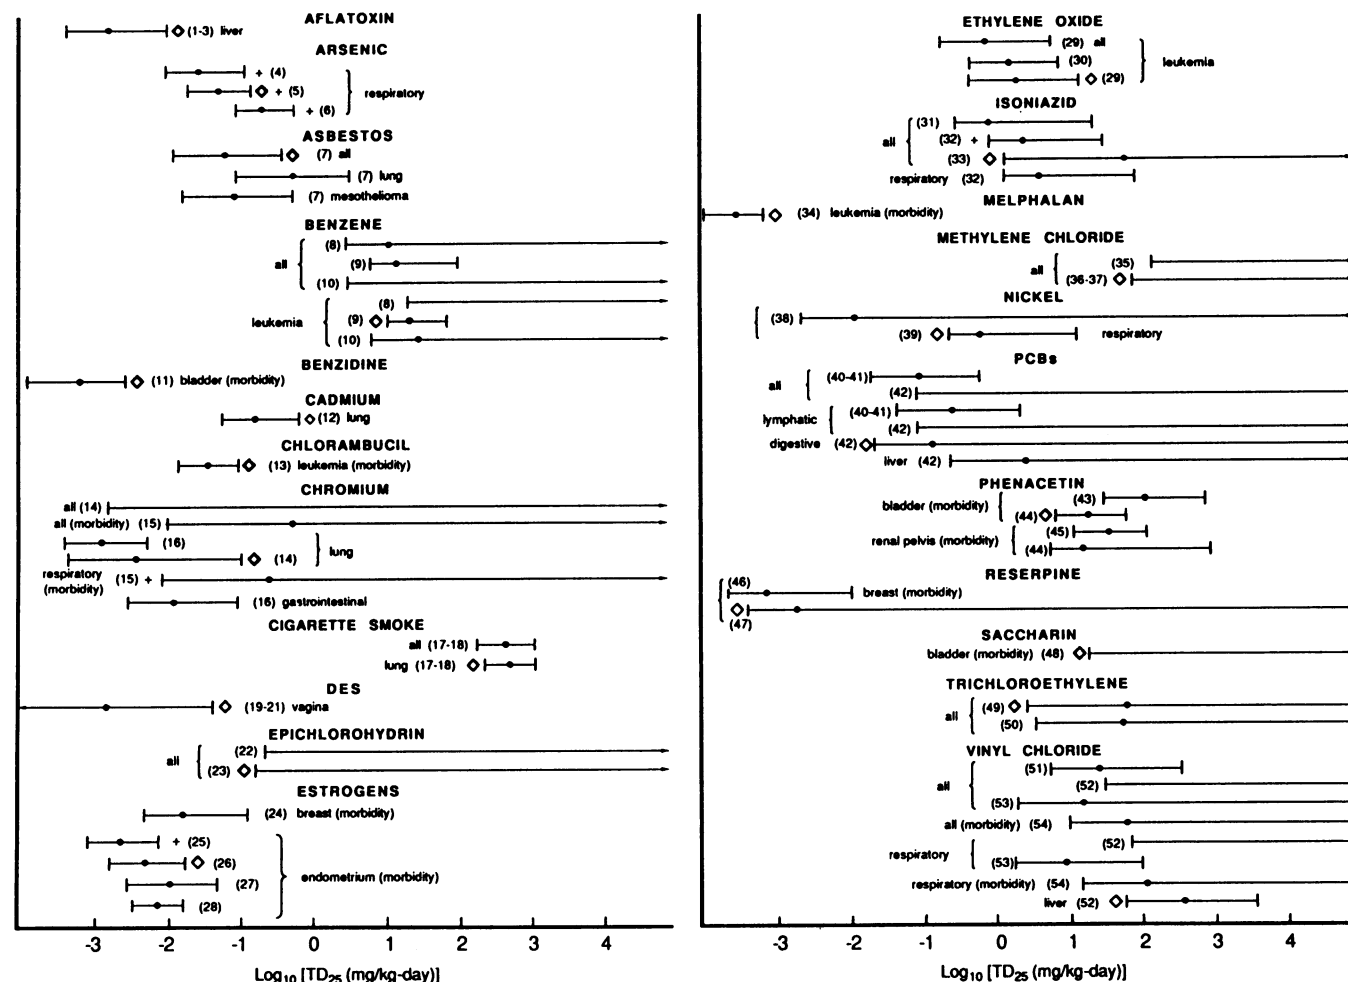 AFLATOXIN
(1-3) liver
ARSENIC
+ (4)
+ (5)
respiratory
+ (6)
ASBESTOS
(7) all
(7) lung
(7) mesothelioma
BENZENE
(8)
all
(9)
(10)
(8)
leukemia
(9)
(10)
BENZIDINE
(11) bladder (morbidity)
CADMIUM
(12) lung
CHLORAMBUCIL
(13) leukemia (morbidity)
CHROMIUM
all (14)
all (morbidity) (15)
(16)
lung
(14)
respiratory (15) +
(morbidity)
(16) gastrointestinal
CIGARETTE SMOKE
all (17-18)
lung (17-18)
DES
(19-21) vagina
EPICHLOROHYDRIN
(22)
all
(23)
ESTROGENS
(24) breast (morbidity)
+ (25)
(26)
endometrium (morbidity)
(27)
(28)
-3 -2 -1 0 1 2 3 4
Log10 [TD25 (mg/kg-day)]
ETHYLENE OXIDE
(29) all
(30)
leukemia
(29)
ISONIAZID
(31)
all
(32) +
(33)
respiratory (32)
MELPHALAN
(34) leukemia (morbidity)
METHYLENE CHLORIDE
(35)
all
(36-37)
NICKEL
(38)
(39) respiratory
PCBs
(40-41)
all
(42)
(40-41)
lymphatic
(42)
digestive (42)
liver (42)
PHENACETIN
(43)
bladder (morbidity)
(44)
(45)
renal pelvis (morbidity)
(44)
RESERPINE
(46)
breast (morbidity)
(47)
SACCHARIN
bladder (morbidity) (48)
TRICHLOROETHYLENE
(49)
all
(50)
VINYL CHLORIDE
(51)
all
(52)
(53)
all (morbidity) (54)
(52)
respiratory
(53)
respiratory (morbidity) (54)
liver (52)
-3 -2 -1 0 1 2 3 4
Log10 [TD25 (mg/kg-day)]